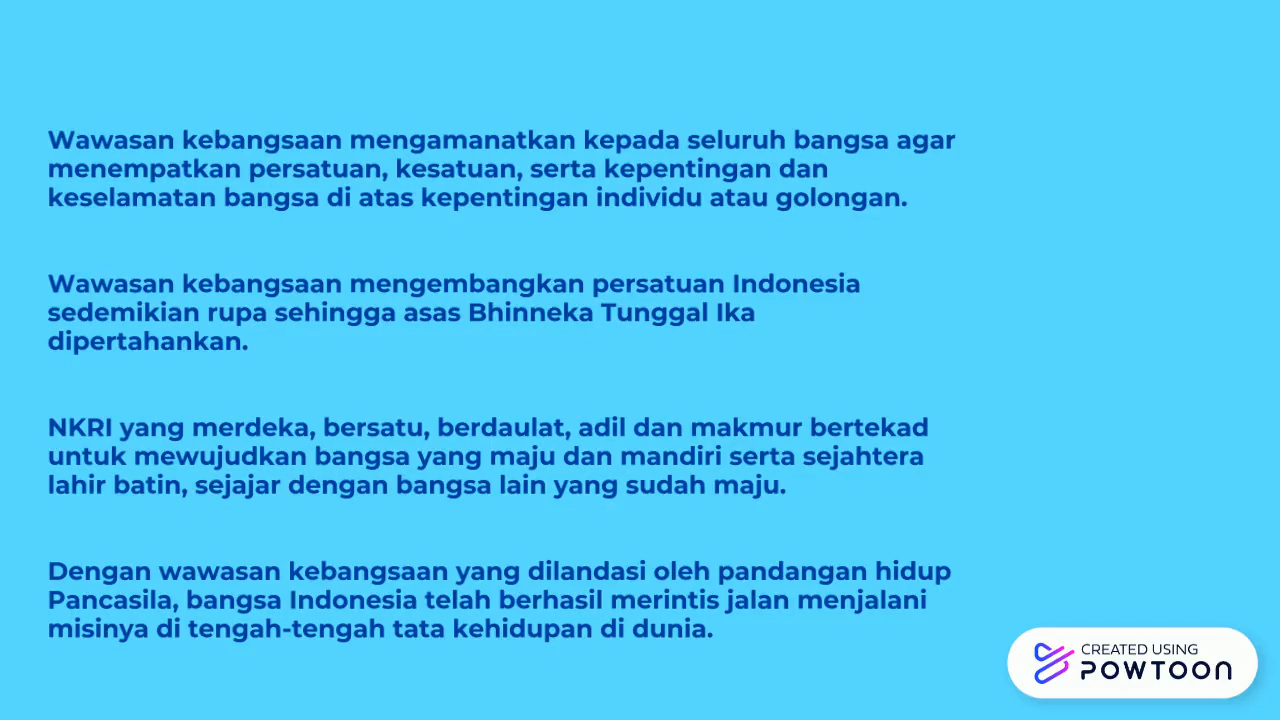 Wawasan kebangsaan mengamanatkan kepada seluruh bangsa agar
menempatkan persatuan, kesatuan, serta kepentingan dan
keselamatan bangsa di atas kepentingan individu atau golongan.
Wawasan kebangsaan mengembangkan persatuan Indonesia
sedemikian rupa sehingga asas Bhinneka Tunggal Ika
dipertahankan.
NKRI yang merdeka, bersatu, berdaulat, adil dan makmur bertekad
untuk mewujudkan bangsa yang maju dan mandiri serta sejahtera
lahir batin, sejajar dengan bangsa lain yang sudah maju.
Dengan wawasan kebangsaan yang dilandasi oleh pandangan hidup
Pancasila, bangsa Indonesia telah berhasil merintis jalan menjalani
misinya di tengah-tengah tata kehidupan di dunia.
CREATED USING
POWTOON